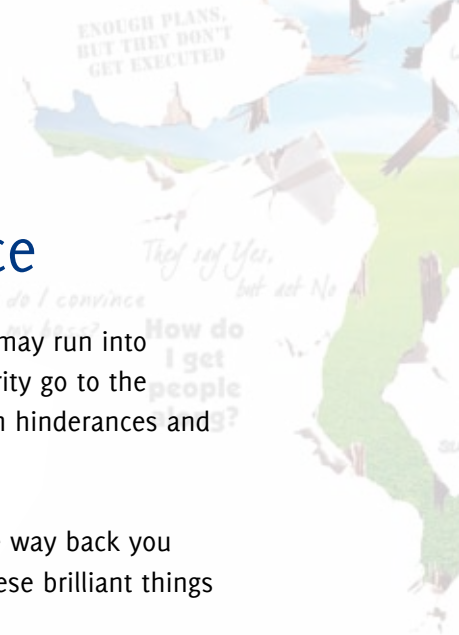 ENOUGH PLANS,
BUT THEY DON'T
GET EXECUTED
ce
They say Yes,
but act No
do I convince
my boss?
How do
I get
people
along?
may run into
rity go to the
n hinderances and
way back you
ese brilliant things